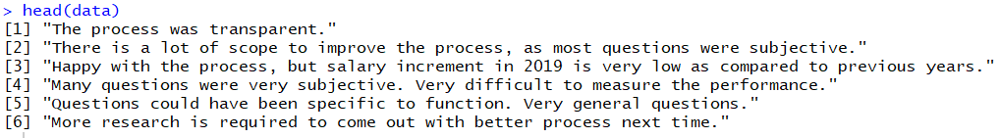 > head(data)
[1] "The process was transparent."
[2] "There is a lot of scope to improve the process, as most questions were subjective."
[3] "Happy with the process, but salary increment in 2019 is very low as compared to previous years."
[4] "Many questions were very subjective. Very difficult to measure the performance."
[5] "Questions could have been specific to function. Very general questions."
[6] "More research is required to come out with better process next time."